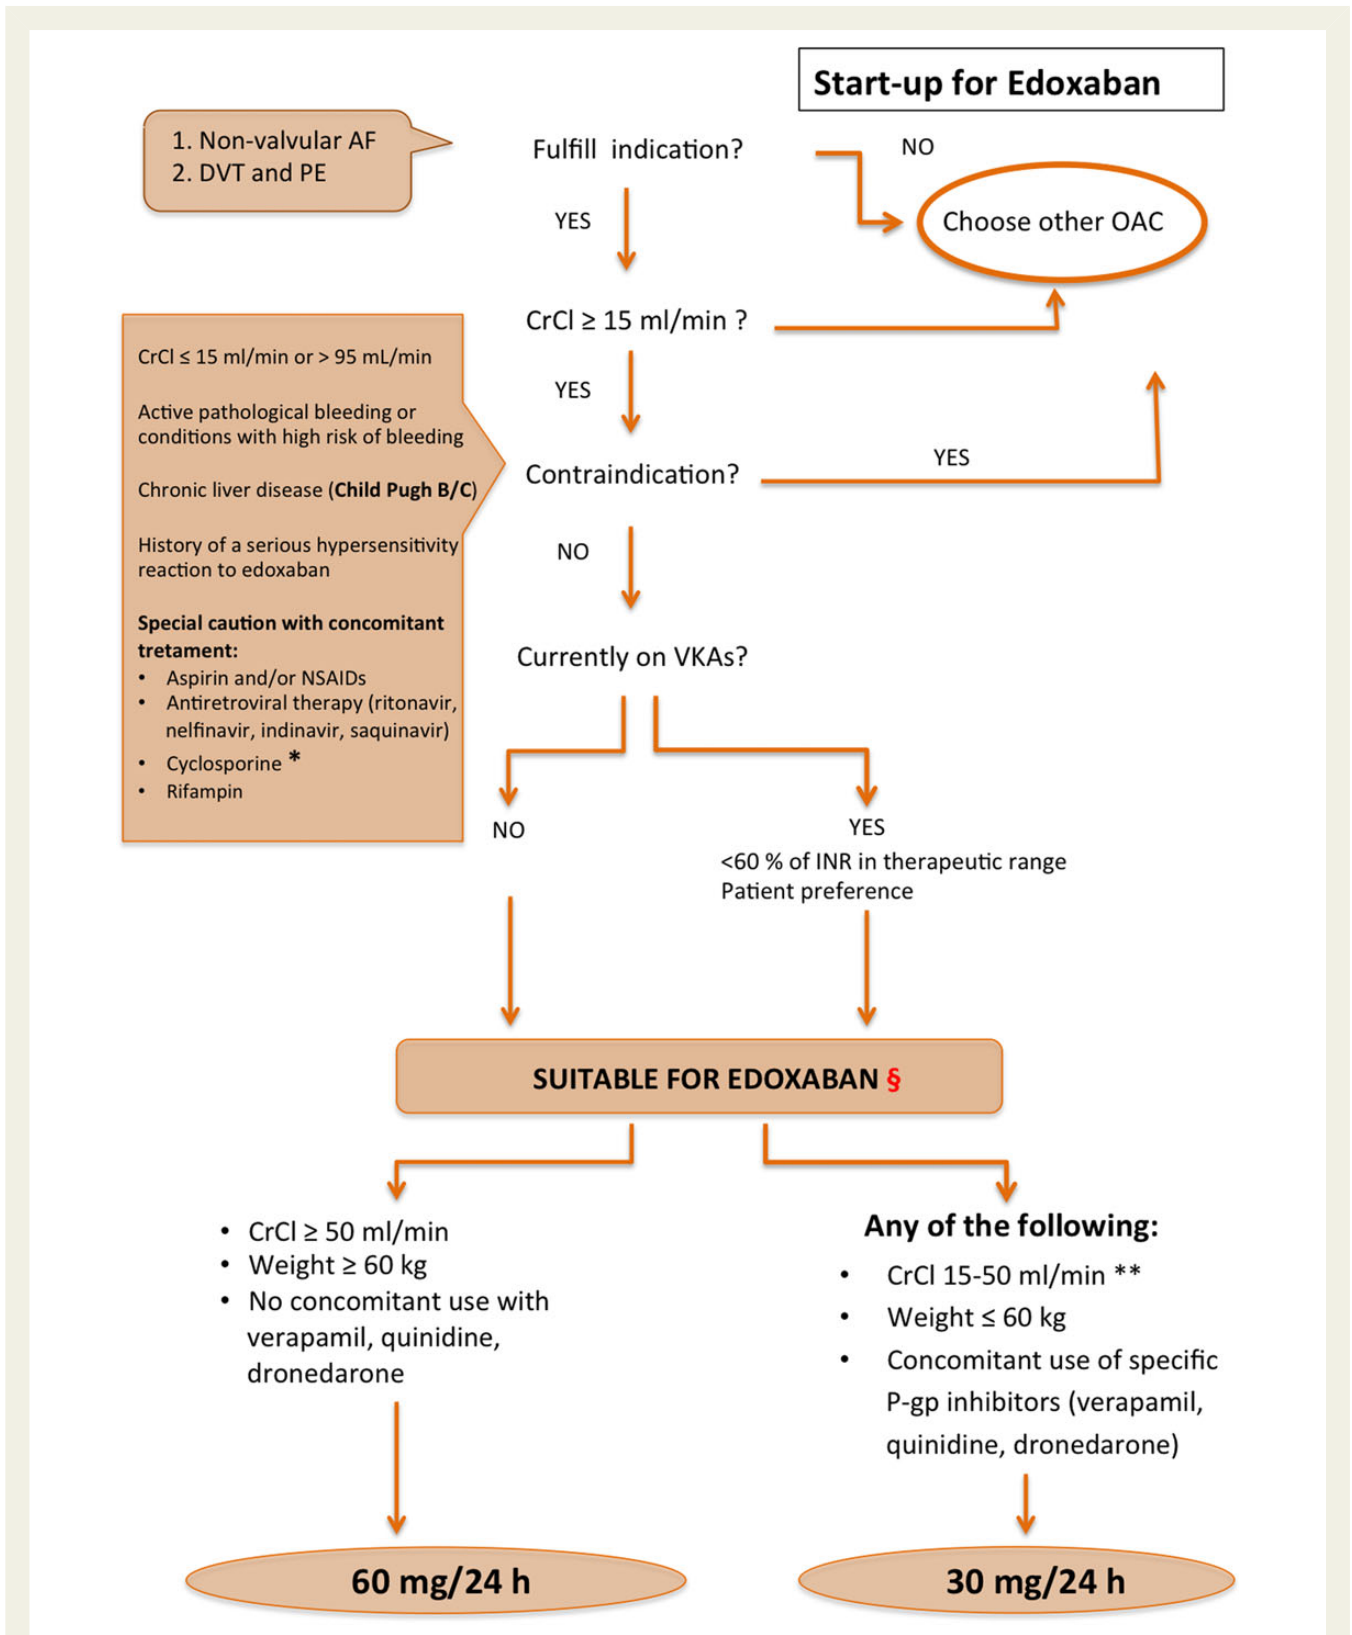 Start-up for Edoxaban
1. Non-valvular AF
2. DVT and PE
Fulfill indication?
NO
Choose other OAC
YES
CrCl ≥ 15 ml/min ?
YES
CrCl ≤ 15 ml/min or > 95 mL/min
Active pathological bleeding or
conditions with high risk of bleeding
Chronic liver disease (Child Pugh B/C)
History of a serious hypersensitivity
reaction to edoxaban
Special caution with concomitant
tretament:
• Aspirin and/or NSAIDs
• Antiretroviral therapy (ritonavir,
nelfinavir, indinavir, saquinavir)
• Cyclosporine *
• Rifampin
Contraindication?
YES
NO
Currently on VKAs?
NO
YES
<60 % of INR in therapeutic range
Patient preference
SUITABLE FOR EDOXABAN §
• CrCl ≥ 50 ml/min
• Weight ≥ 60 kg
• No concomitant use with
verapamil, quinidine,
dronedarone
Any of the following:
• CrCl 15-50 ml/min **
• Weight ≤ 60 kg
• Concomitant use of specific
P-gp inhibitors (verapamil,
quinidine, dronedarone)
60 mg/24 h
30 mg/24 h